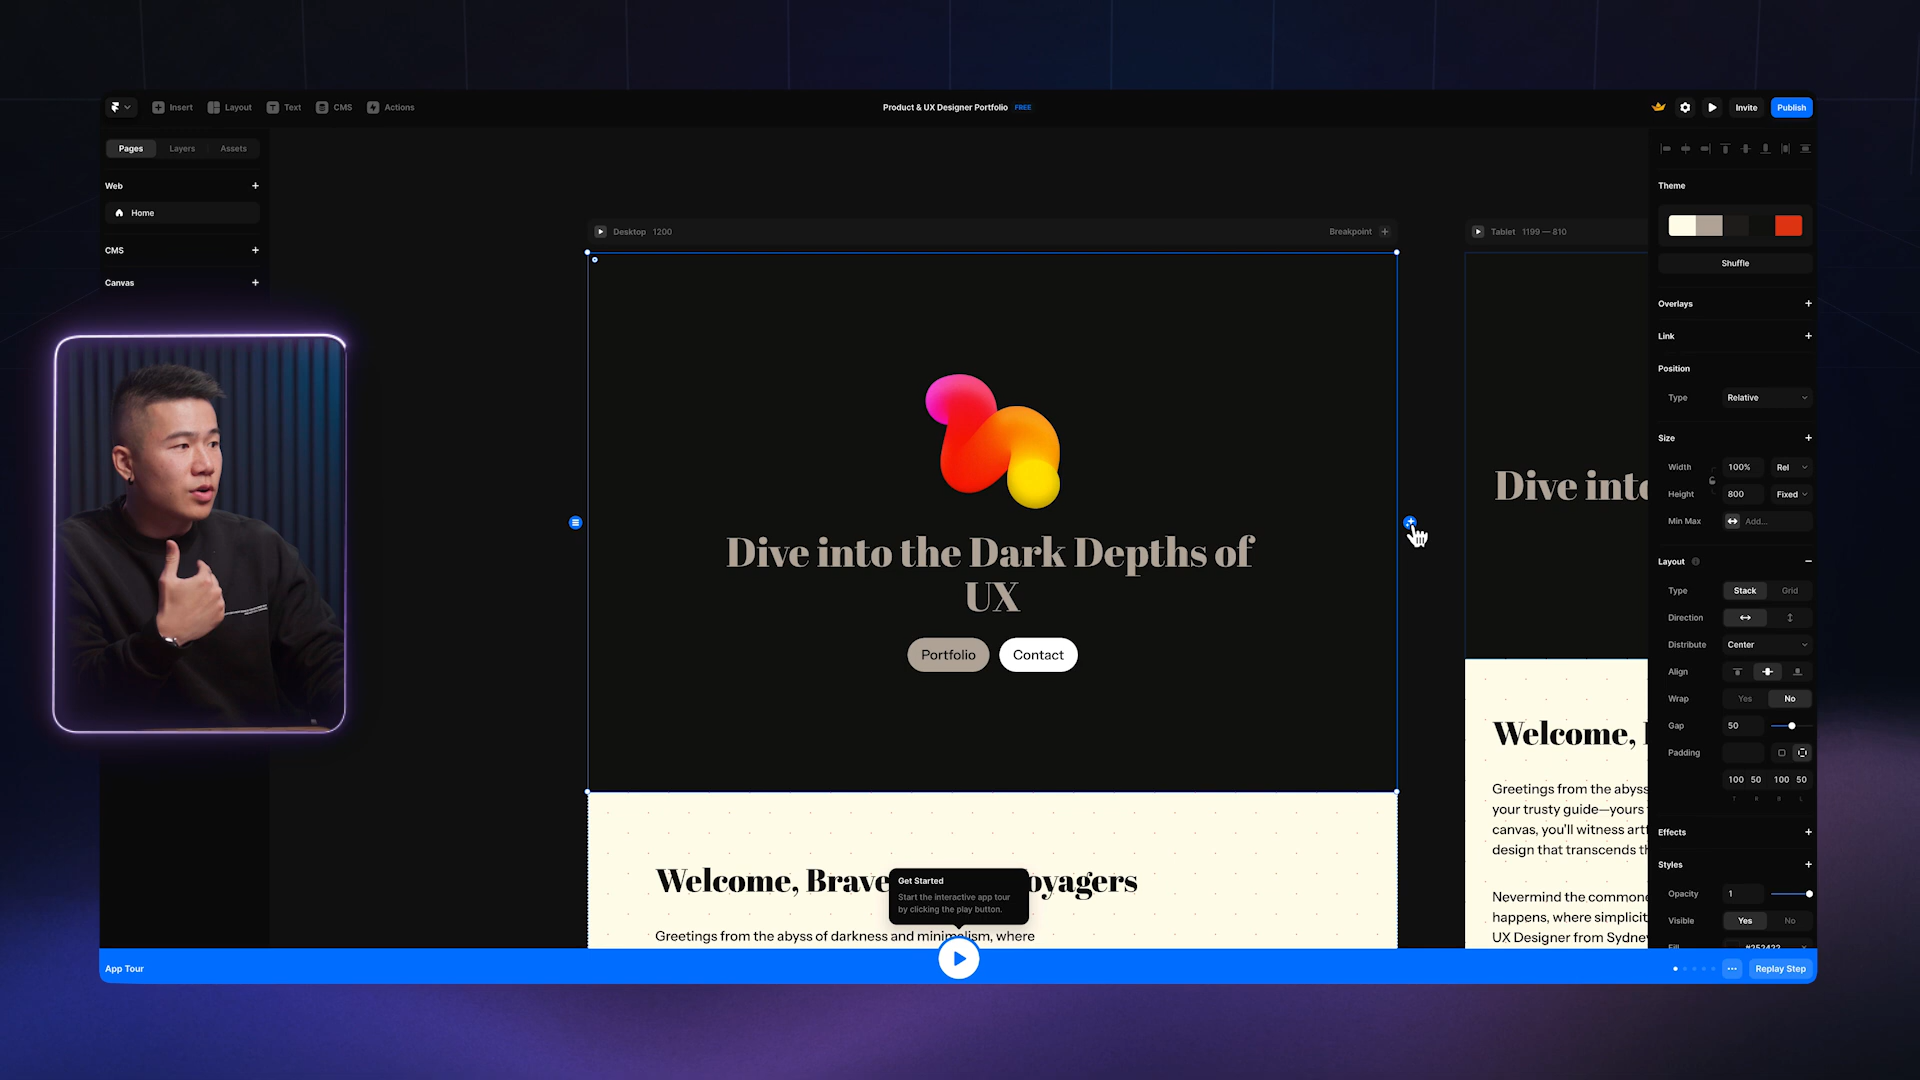 Insert
Layout
Text
CMS
Actions
Product & UX Designer Portfolio FREE
Invite
Publish
Pages
Layers
Assets
Web
Home
CMS
Canvas
Desktop 1200
Breakpoint
Dive into the Dark Depths of
UX
Portfolio
Contact
Welcome, Brave
oyagers
Greetings from the abyss of darkness and minimalism, where
Get Started
Start the interactive app tour
by clicking the play button.
Tablet 1199 — 810
Dive into
Welcome,
Greetings from the abyss
your trusty guide—yours
canvas, you'll witness art
design that transcends th
Nevermind the commone
happens, where simplicit
UX Designer from Sydney
Theme
Shuffle
Overlays
Link
Position
Type Relative
Size
Width 100% Rel
Height 800 Fixed
Min Max Add...
Layout
Type Stack Grid
Direction
Distribute Center
Align
Wrap Yes No
Gap 50
Padding
100 50 100 50
T R B L
Effects
Styles
Opacity 1
Visible Yes No
Fill #252422
App Tour
Replay Step